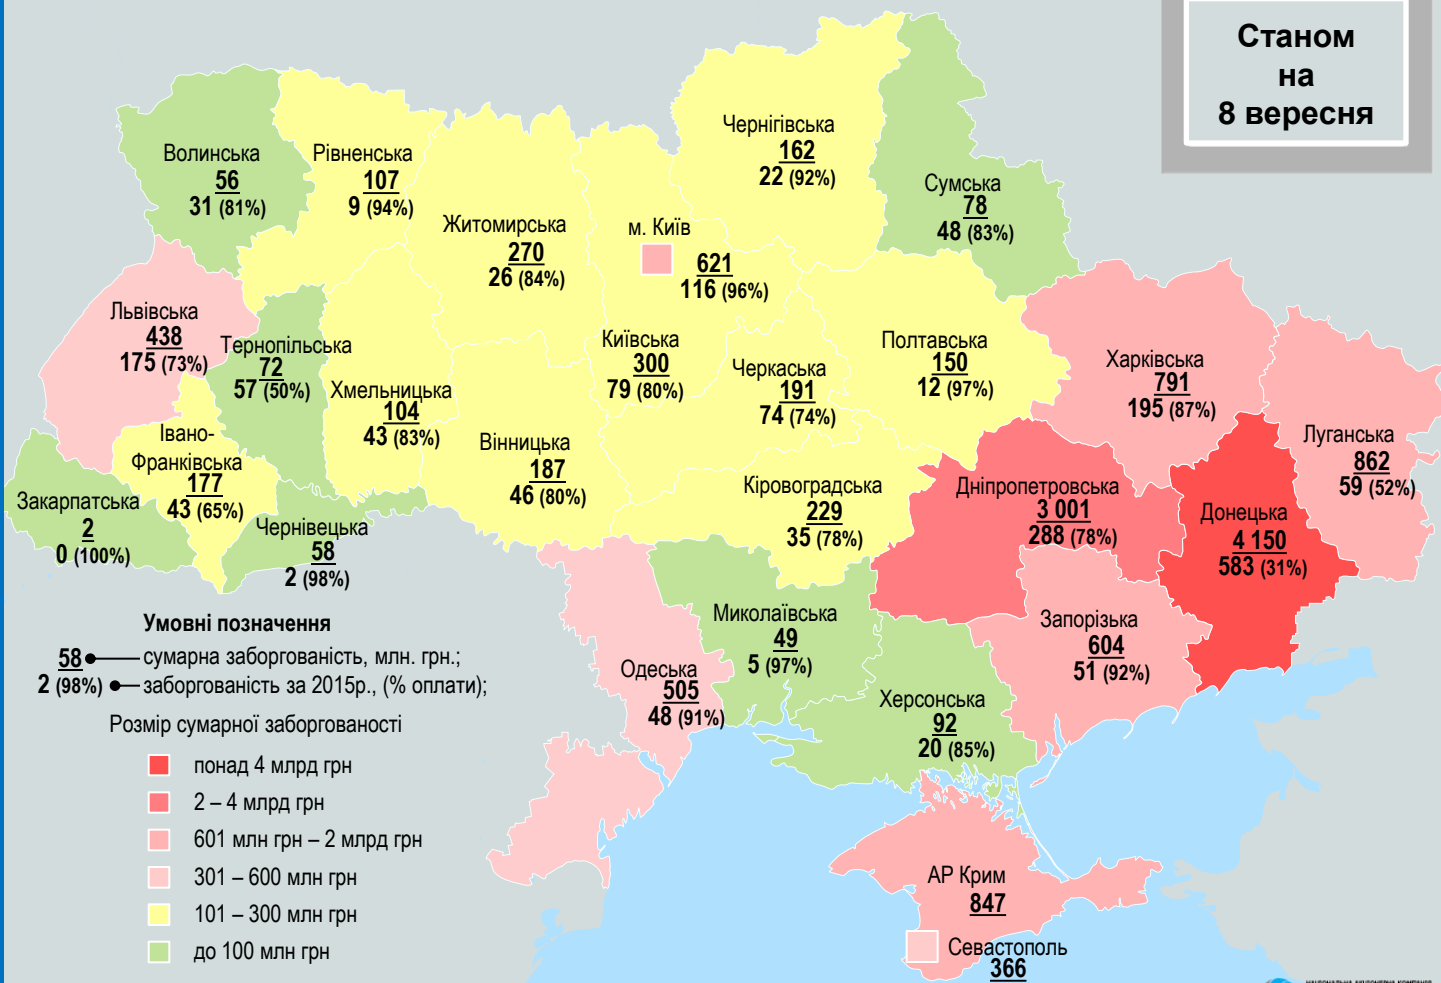 Станом
на
8 вересня
Волинська
56
31 (81%)
Рівненська
107
9 (94%)
Житомирська
270
26 (84%)
м. Київ
621
116 (96%)
Чернігівська
162
22 (92%)
Сумська
78
48 (83%)
Львівська
438
175 (73%)
Тернопільська
72
57 (50%)
Хмельницька
104
43 (83%)
Київська
300
79 (80%)
Черкаська
191
74 (74%)
Полтавська
150
12 (97%)
Харківська
791
195 (87%)
Луганська
862
59 (52%)
Івано-
Франківська
177
43 (65%)
Закарпатська
2
0 (100%)
Чернівецька
58
2 (98%)
Вінницька
187
46 (80%)
Кіровоградська
229
35 (78%)
Дніпропетровська
3 001
288 (78%)
Донецька
4 150
583 (31%)
Одеська
505
48 (91%)
Миколаївська
49
5 (97%)
Херсонська
92
20 (85%)
Запорізька
604
51 (92%)
АР Крим
847
Севастополь
366
Умовні позначення
58 сумарна заборгованість, млн. грн.;
2 (98%) заборгованість за 2015р., (% оплати);
Розмір сумарної заборгованості
понад 4 млрд грн
2 – 4 млрд грн
601 млн грн – 2 млрд грн
301 – 600 млн грн
101 – 300 млн грн
до 100 млн грн